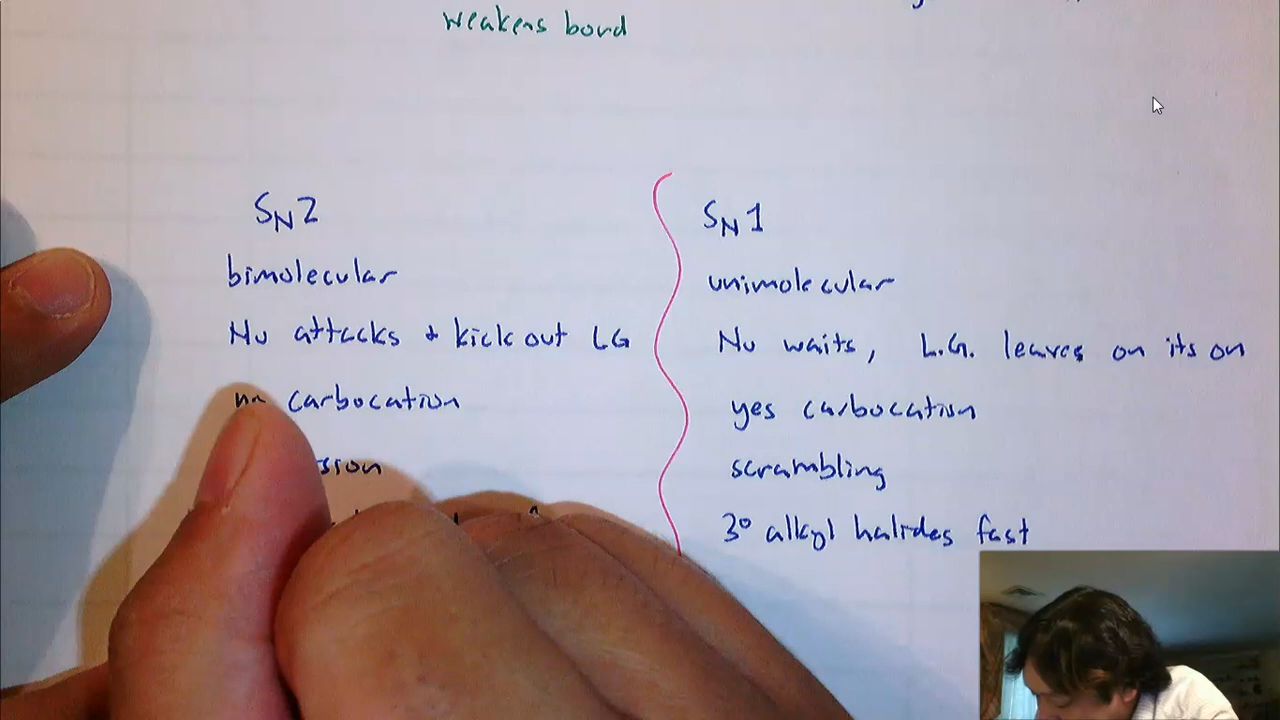 weakens bond
SN2
bimolecular
Nu attacks + kick out LG
no carbocation
SN1
unimolecular
Nu waits, L.G. leaves on its on
yes carbocation
scrambling
3° alkyl halides fast